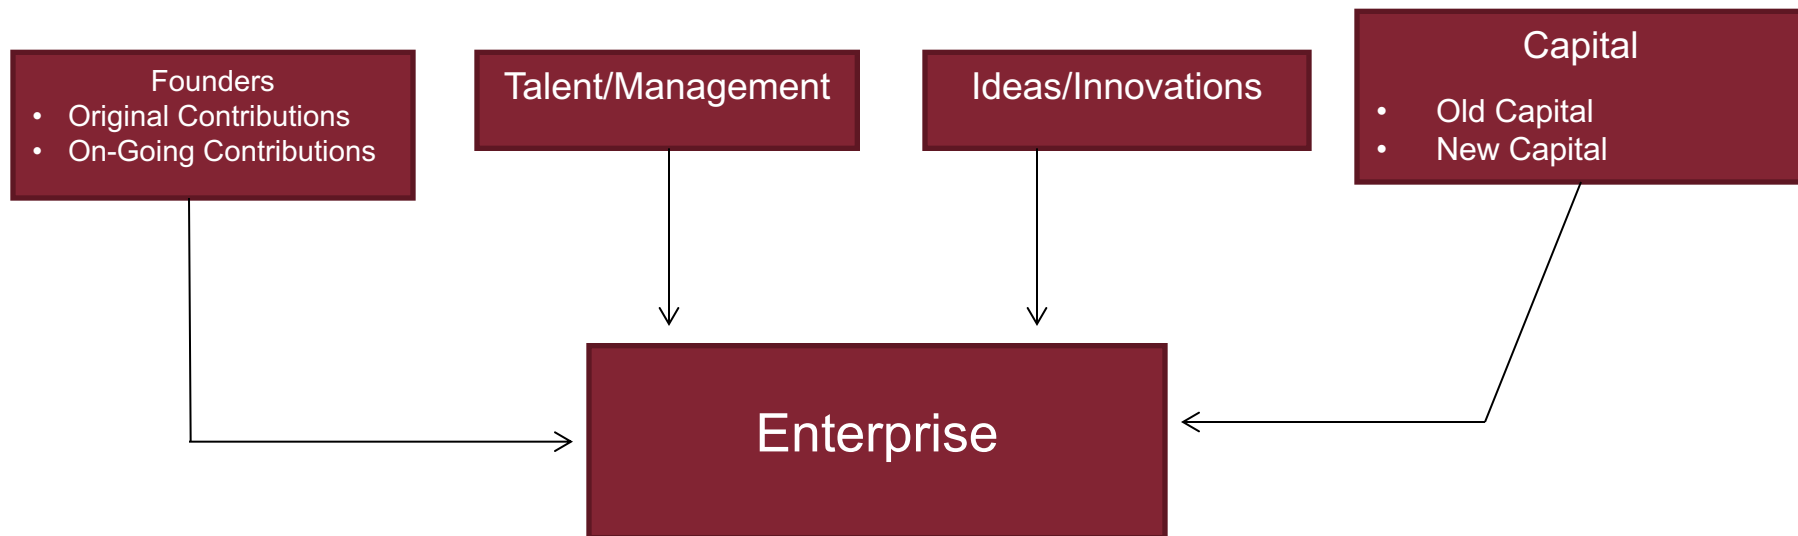 Founders
• Original Contributions
• On-Going Contributions
Talent/Management
Ideas/Innovations
Capital
• Old Capital
• New Capital
Enterprise